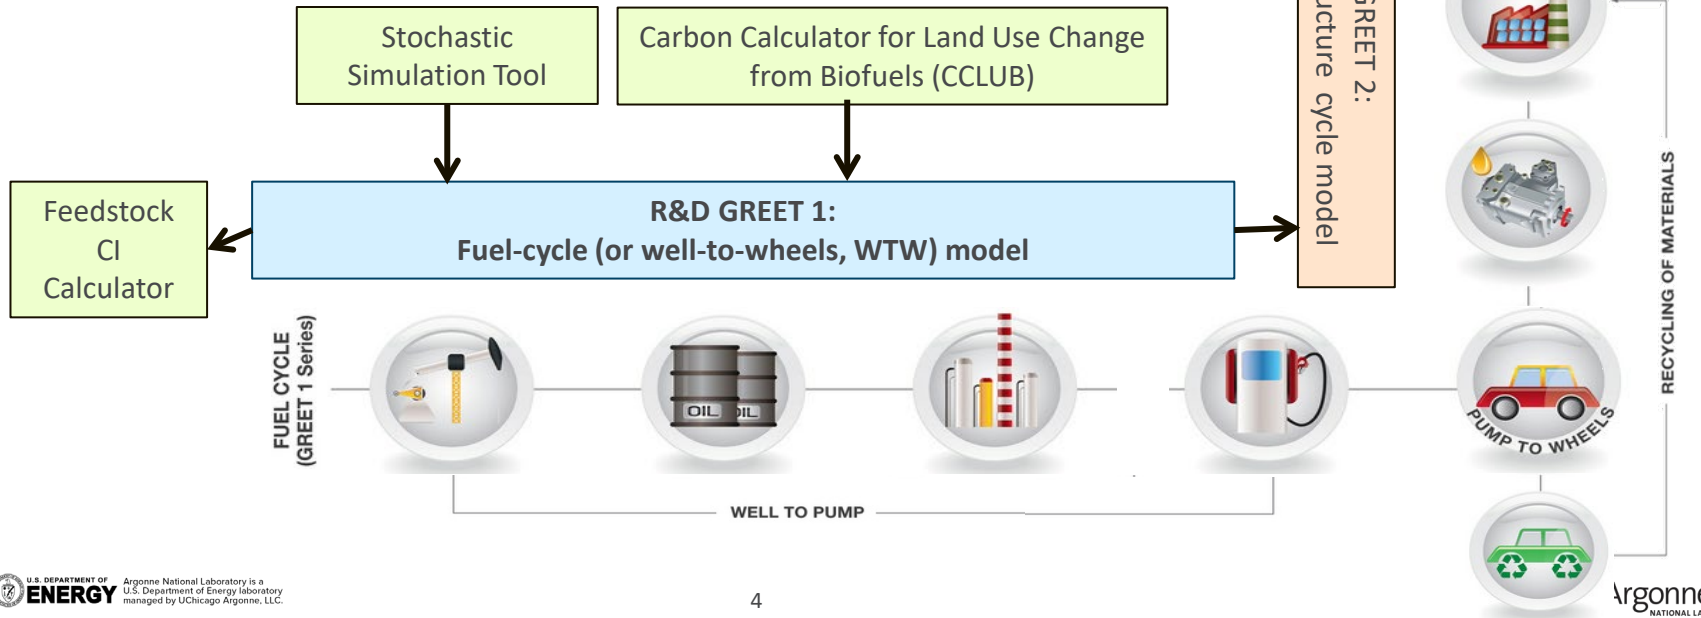 Stochastic
Simulation Tool
Carbon Calculator for Land Use Change
from Biofuels (CCLUB)
GREET 2:
cycle model
Feedstock
CI
Calculator
R&D GREET 1:
Fuel-cycle (or well-to-wheels, WTW) model
RECYCLING OF MATERIALS
FUEL CYCLE
(GREET 1 Series)
OIL
OIL
PUMP TO WHEELS
WELL TO PUMP
U.S. DEPARTMENT OF
ENERGY
Argonne National Laboratory is a
U.S. Department of Energy laboratory
managed by UChicago Argonne, LLC.
4
Argonne
NATIONAL LA